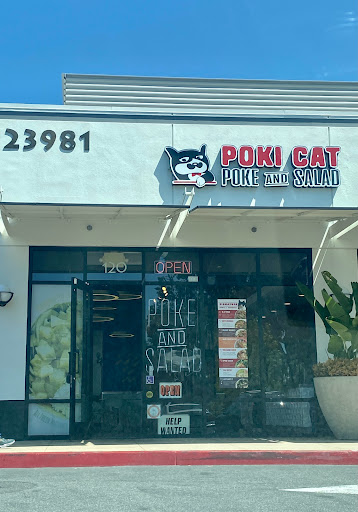 23981
POKI CAT
POKE AND SALAD
120
OPEN
POKE
AND
SALAD
OPEN
HELP
WANTED